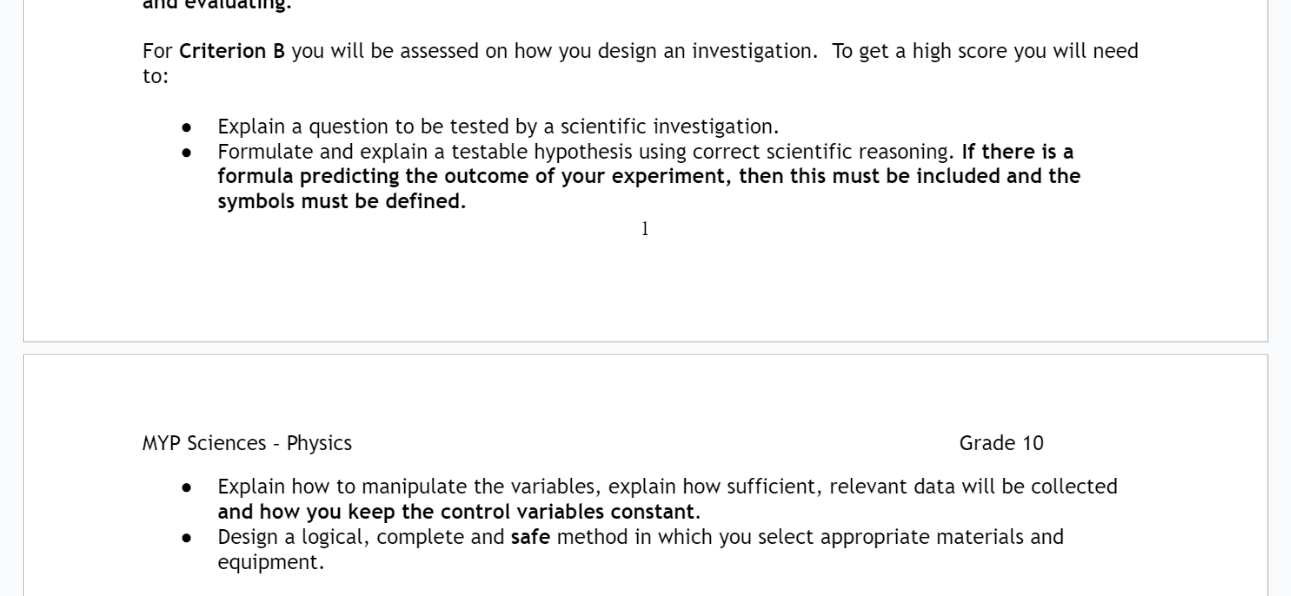 and evaluating.
For Criterion B you will be assessed on how you design an investigation.  To get a high score you will need
to:
● Explain a question to be tested by a scientific investigation.
● Formulate and explain a testable hypothesis using correct scientific reasoning. If there is a
formula predicting the outcome of your experiment, then this must be included and the
symbols must be defined.
1
MYP Sciences - Physics Grade 10
● Explain how to manipulate the variables, explain how sufficient, relevant data will be collected
and how you keep the control variables constant.
● Design a logical, complete and safe method in which you select appropriate materials and
equipment.